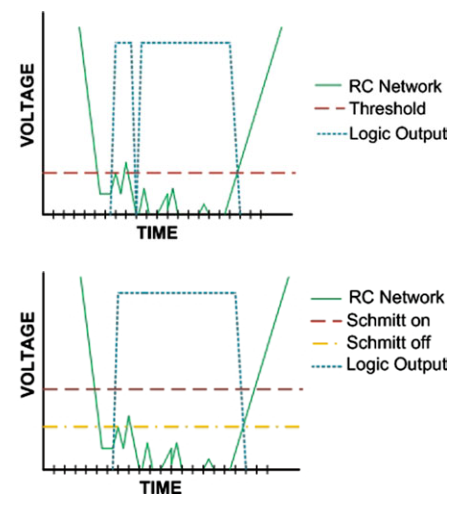 VOLTAGE
RC Network
Threshold
Logic Output
TIME
VOLTAGE
RC Network
Schmitt on
Schmitt off
Logic Output
TIME